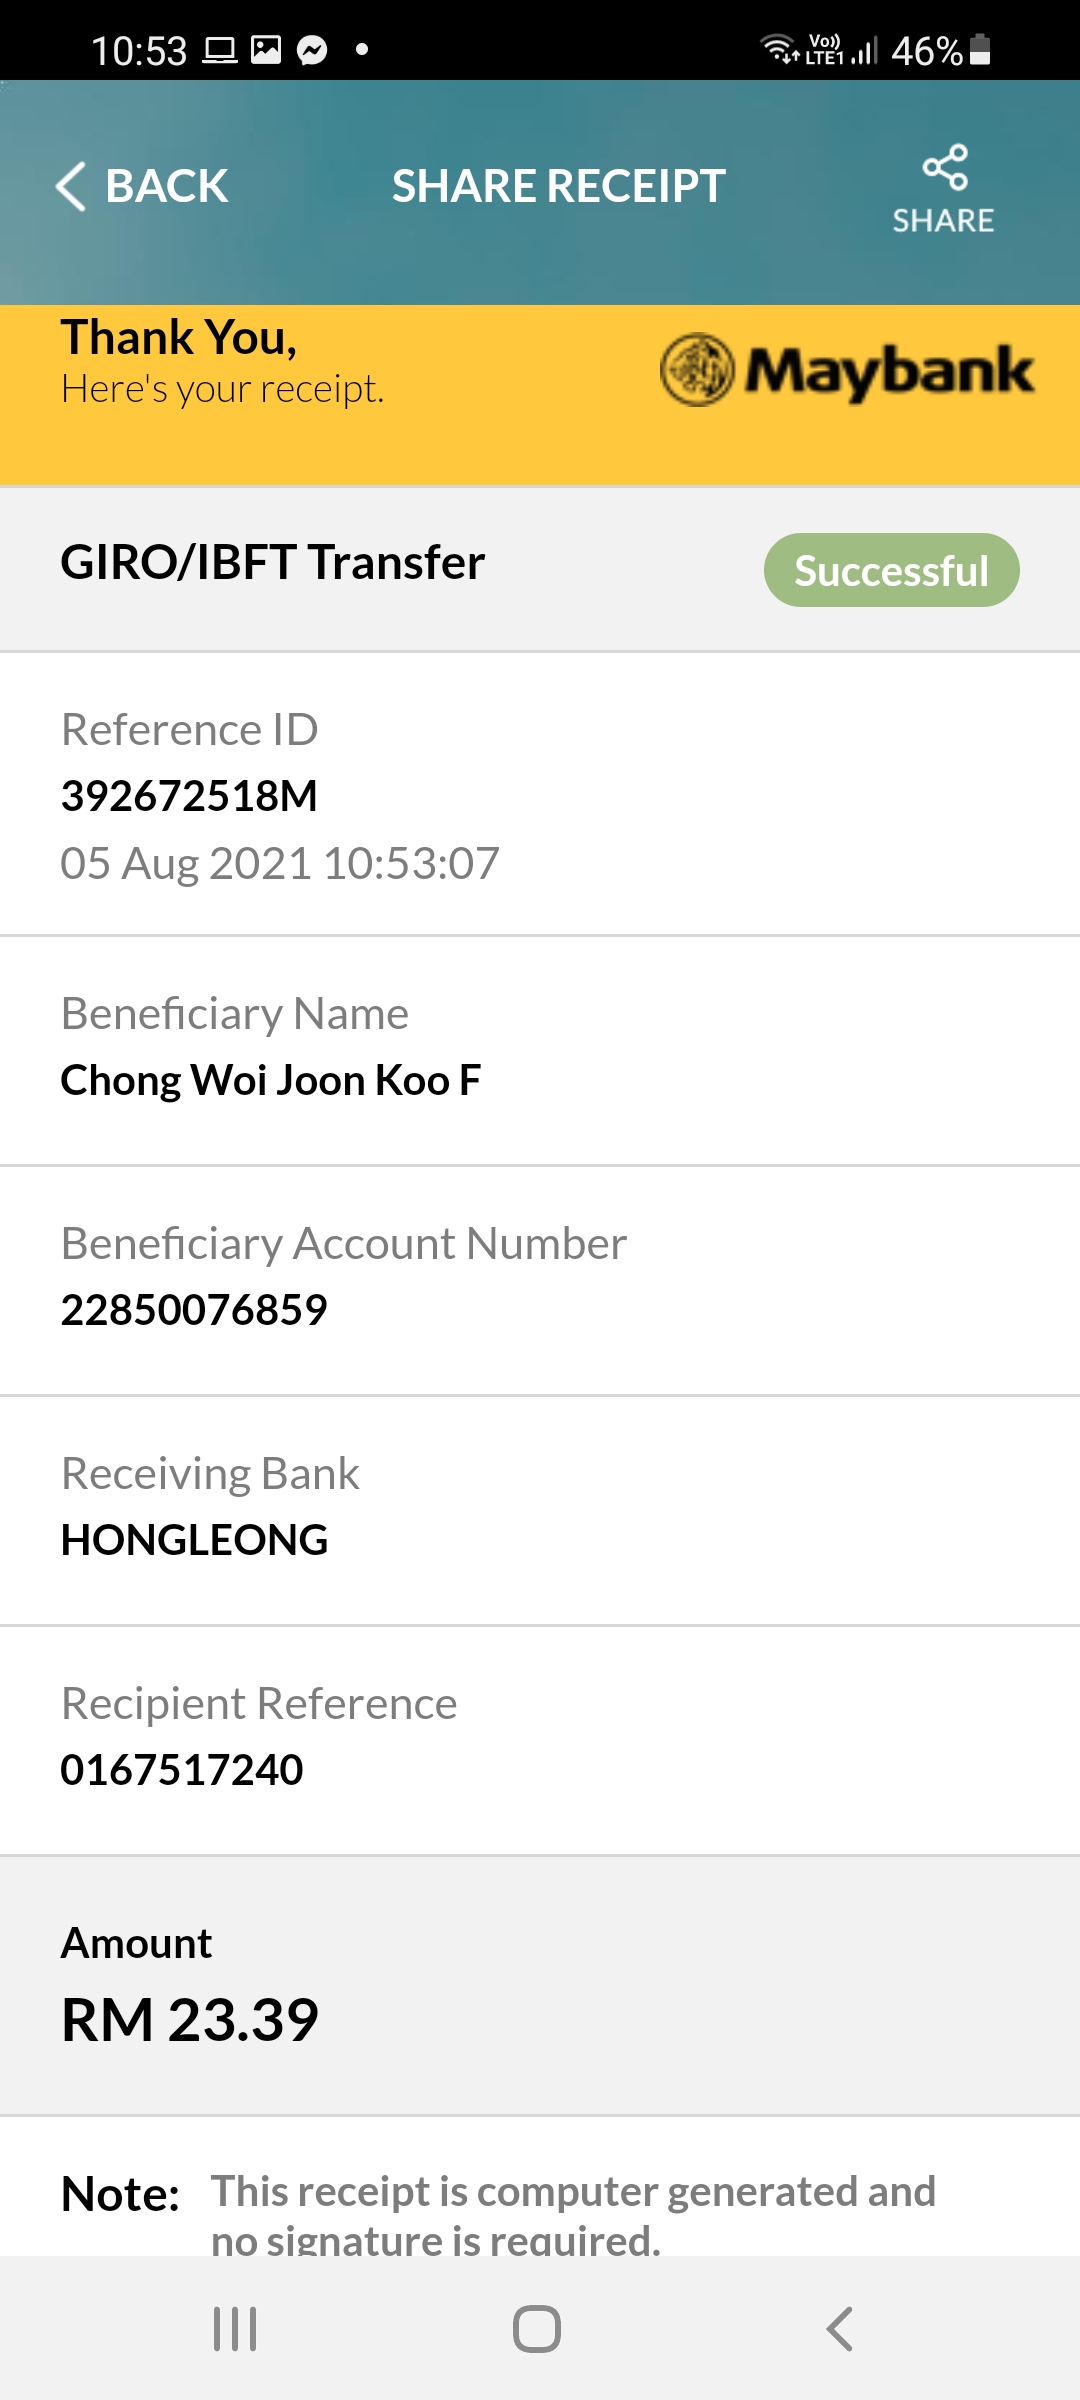 10:53
Vo)) LTE1 46%
BACK
SHARE RECEIPT
SHARE
Thank You,
Here's your receipt.
Maybank
GIRO/IBFT Transfer
Successful
Reference ID
392672518M
05 Aug 2021 10:53:07
Beneficiary Name
Chong Woi Joon Koo F
Beneficiary Account Number
22850076859
Receiving Bank
HONGLEONG
Recipient Reference
0167517240
Amount
RM 23.39
Note: This receipt is computer generated and
no signature is required.